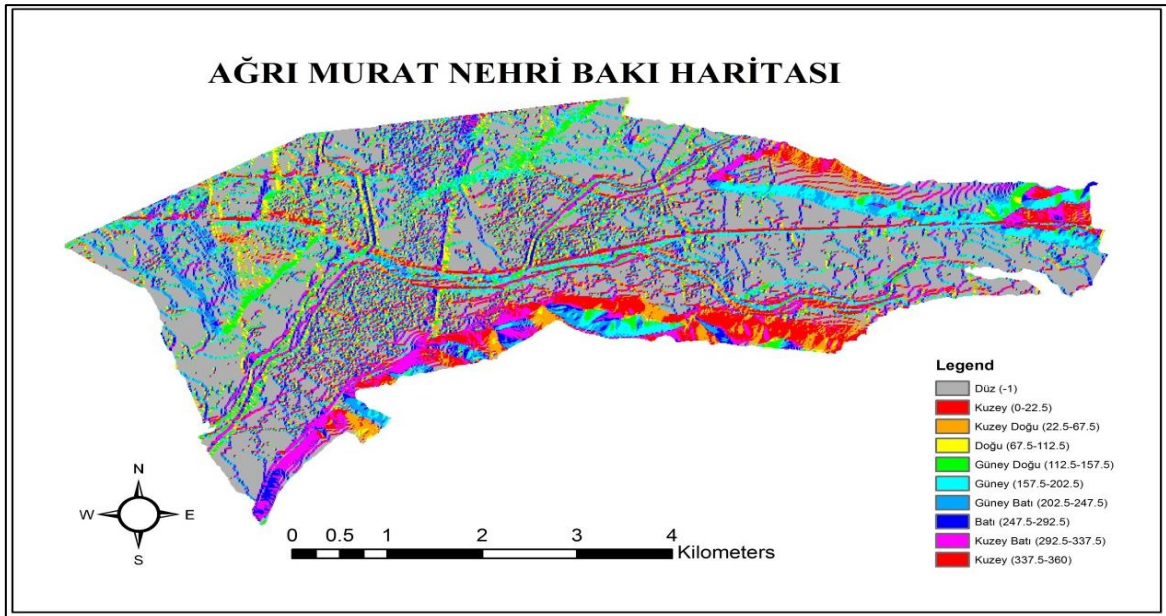 AĞRI MURAT NEHRİ BAKI HARİTASI
Legend
Düz (-1)
Kuzey (0-22.5)
Kuzey Doğu (22.5-67.5)
Doğu (67.5-112.5)
Güney Doğu (112.5-157.5)
Güney (157.5-202.5)
Güney Batı (202.5-247.5)
Batı (247.5-292.5)
Kuzey Batı (292.5-337.5)
Kuzey (337.5-360)
N
W E
S
0 0.5 1 2 3 4
Kilometers